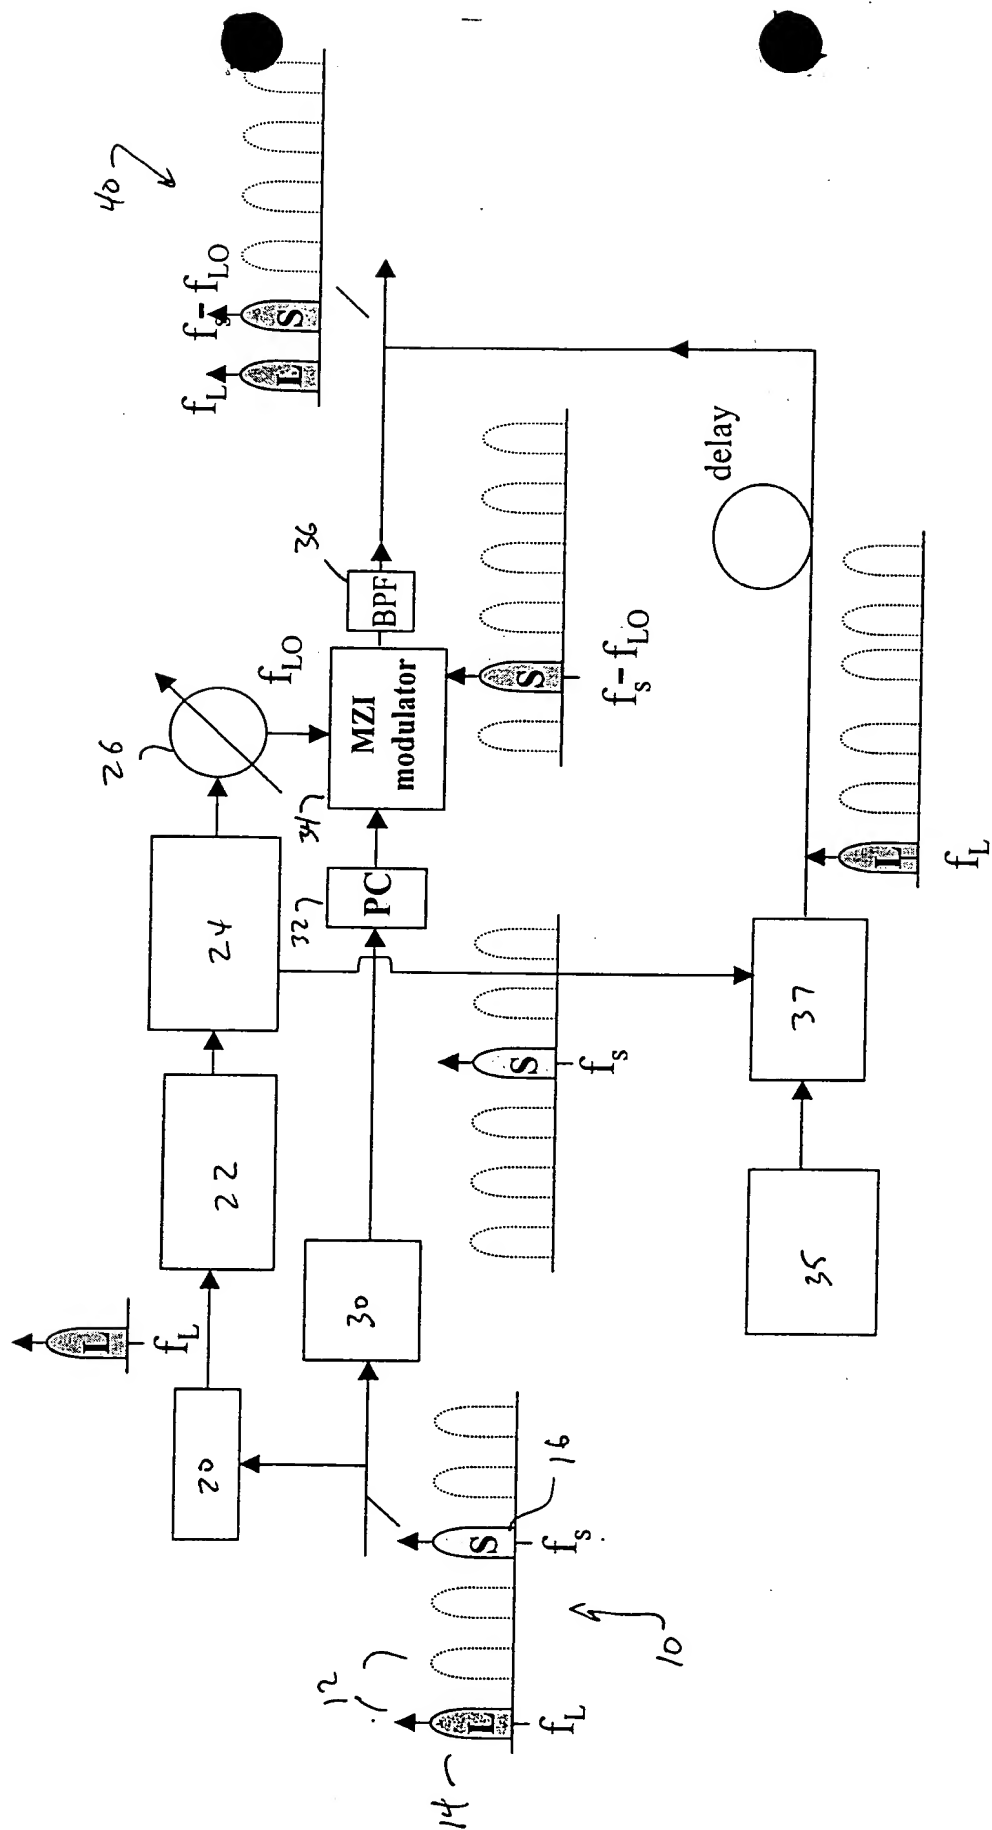 40
f_L
f_s - f_LO
L
S
26
f_LO
36
BPF
34
MZI
modulator
32
PC
24
22
20
30
L
f_L
S
f_s - f_LO
S
f_s
delay
L
f_L
37
35
14
12
L
f_L
S
f_s
16
10